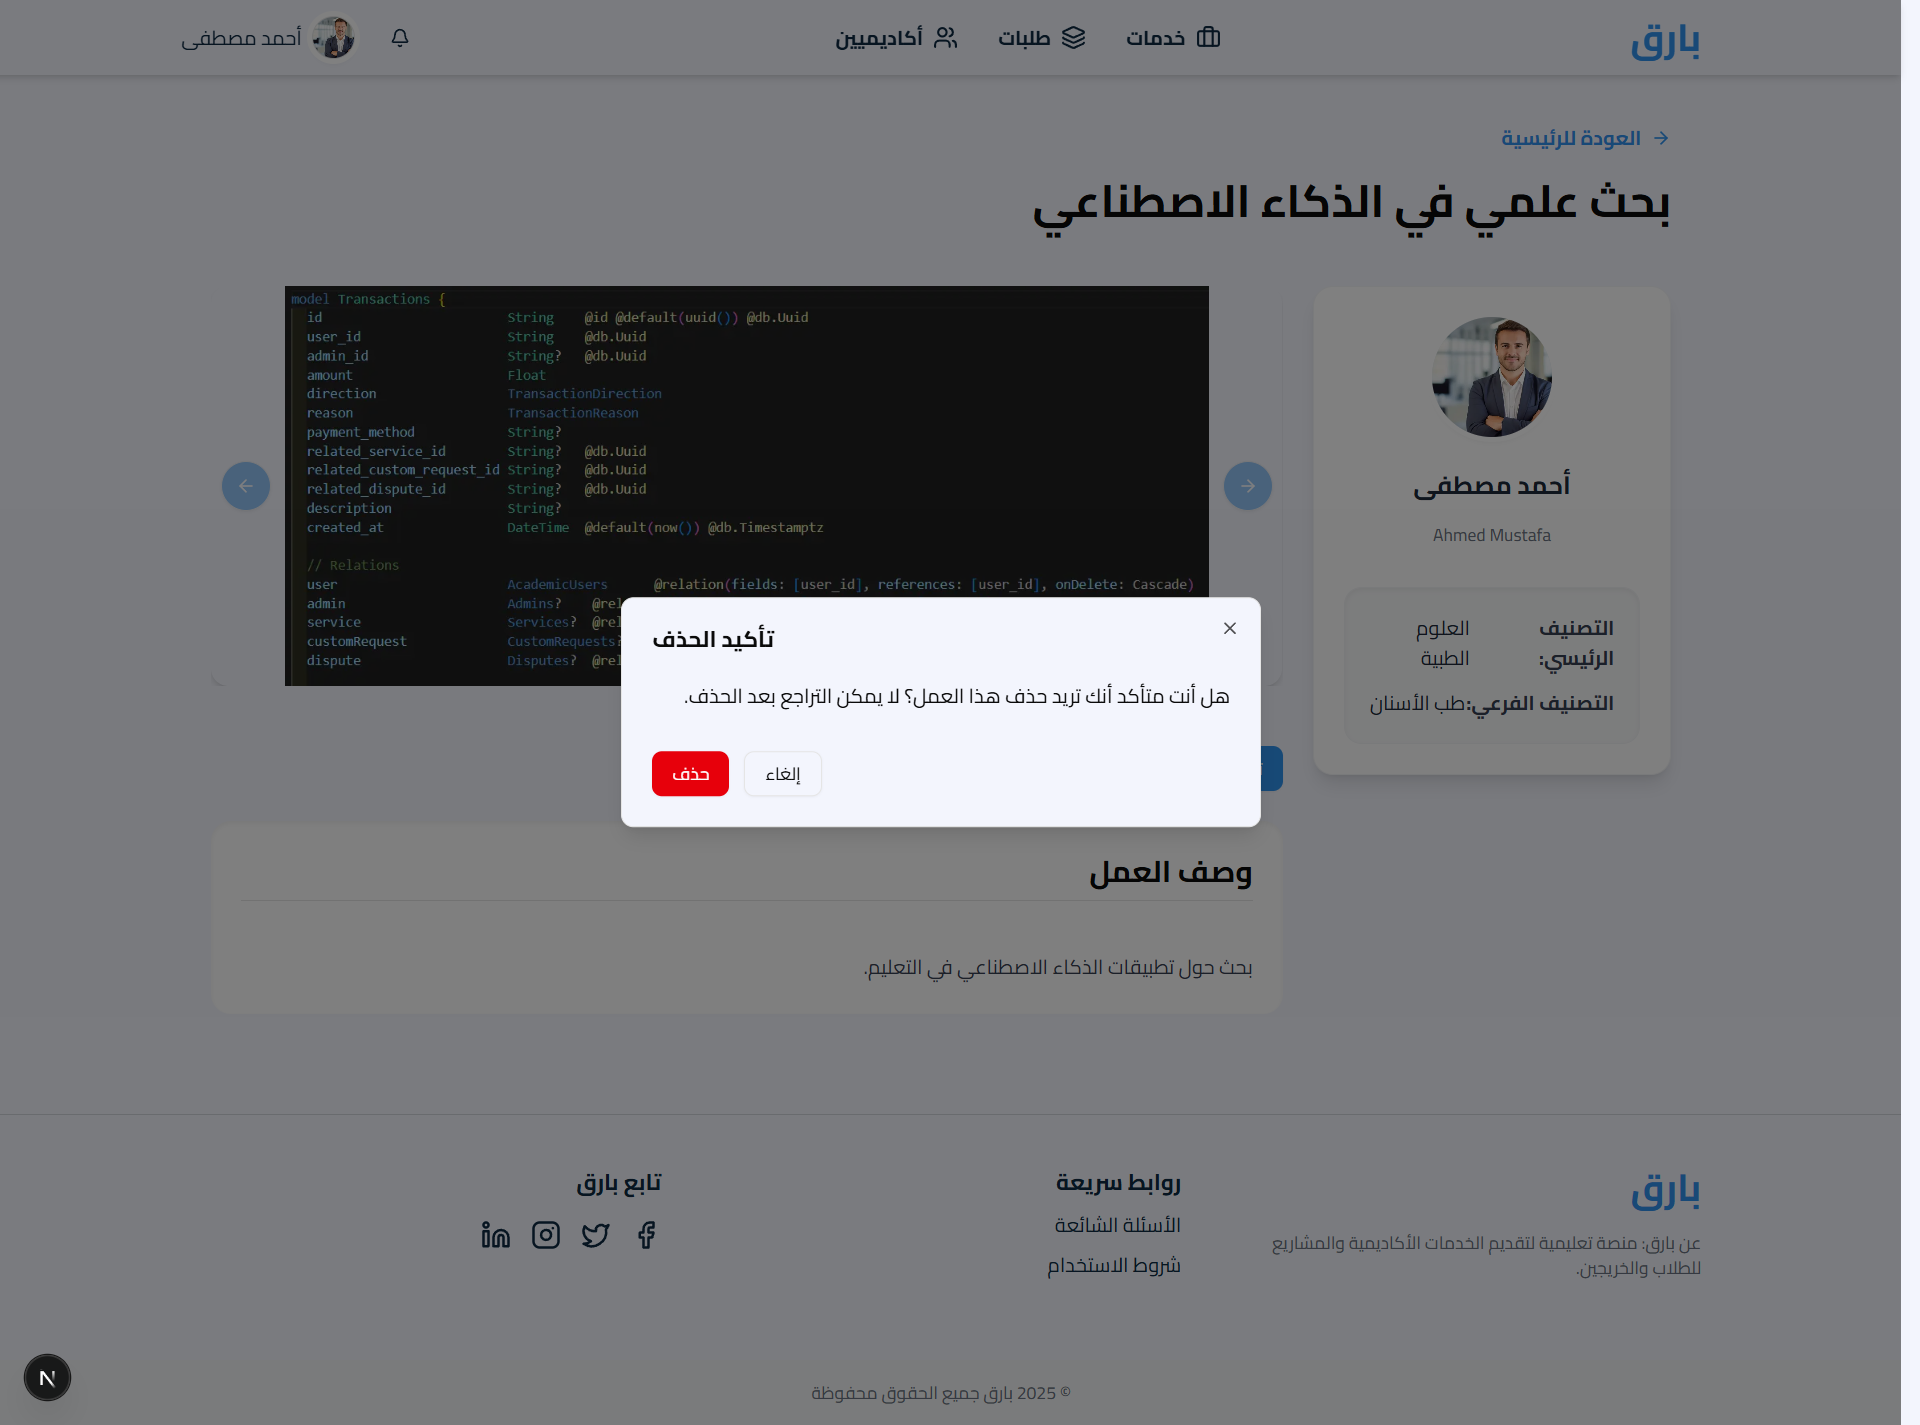 بارق
خدمات
طلبات
أكاديميين
أحمد مصطفى
العودة للرئيسية
بحث علمي في الذكاء الاصطناعي
أحمد مصطفى
Ahmed Mustafa
التصنيف الرئيسي: العلوم الطبية
التصنيف الفرعي: طب الأسنان
model Transactions {
id String @id @default(uuid()) @db.Uuid
user_id String @db.Uuid
admin_id String? @db.Uuid
amount Float
direction TransactionDirection
reason TransactionReason
payment_method String?
related_service_id String? @db.Uuid
related_custom_request_id String? @db.Uuid
related_dispute_id String? @db.Uuid
description String?
created_at DateTime @default(now()) @db.Timestamptz
// Relations
user AcademicUsers @relation(fields: [user_id], references: [user_id], onDelete: Cascade)
admin Admins? @rel
service Services? @rel
customRequest CustomRequests?
dispute Disputes? @rel
تأكيد الحذف
هل أنت متأكد أنك تريد حذف هذا العمل؟ لا يمكن التراجع بعد الحذف.
إلغاء
حذف
وصف العمل
بحث حول تطبيقات الذكاء الاصطناعي في التعليم.
بارق
عن بارق: منصة تعليمية لتقديم الخدمات الأكاديمية والمشاريع
للطلاب والخريجين.
روابط سريعة
الأسئلة الشائعة
شروط الاستخدام
تابع بارق
© 2025 بارق جميع الحقوق محفوظة
N